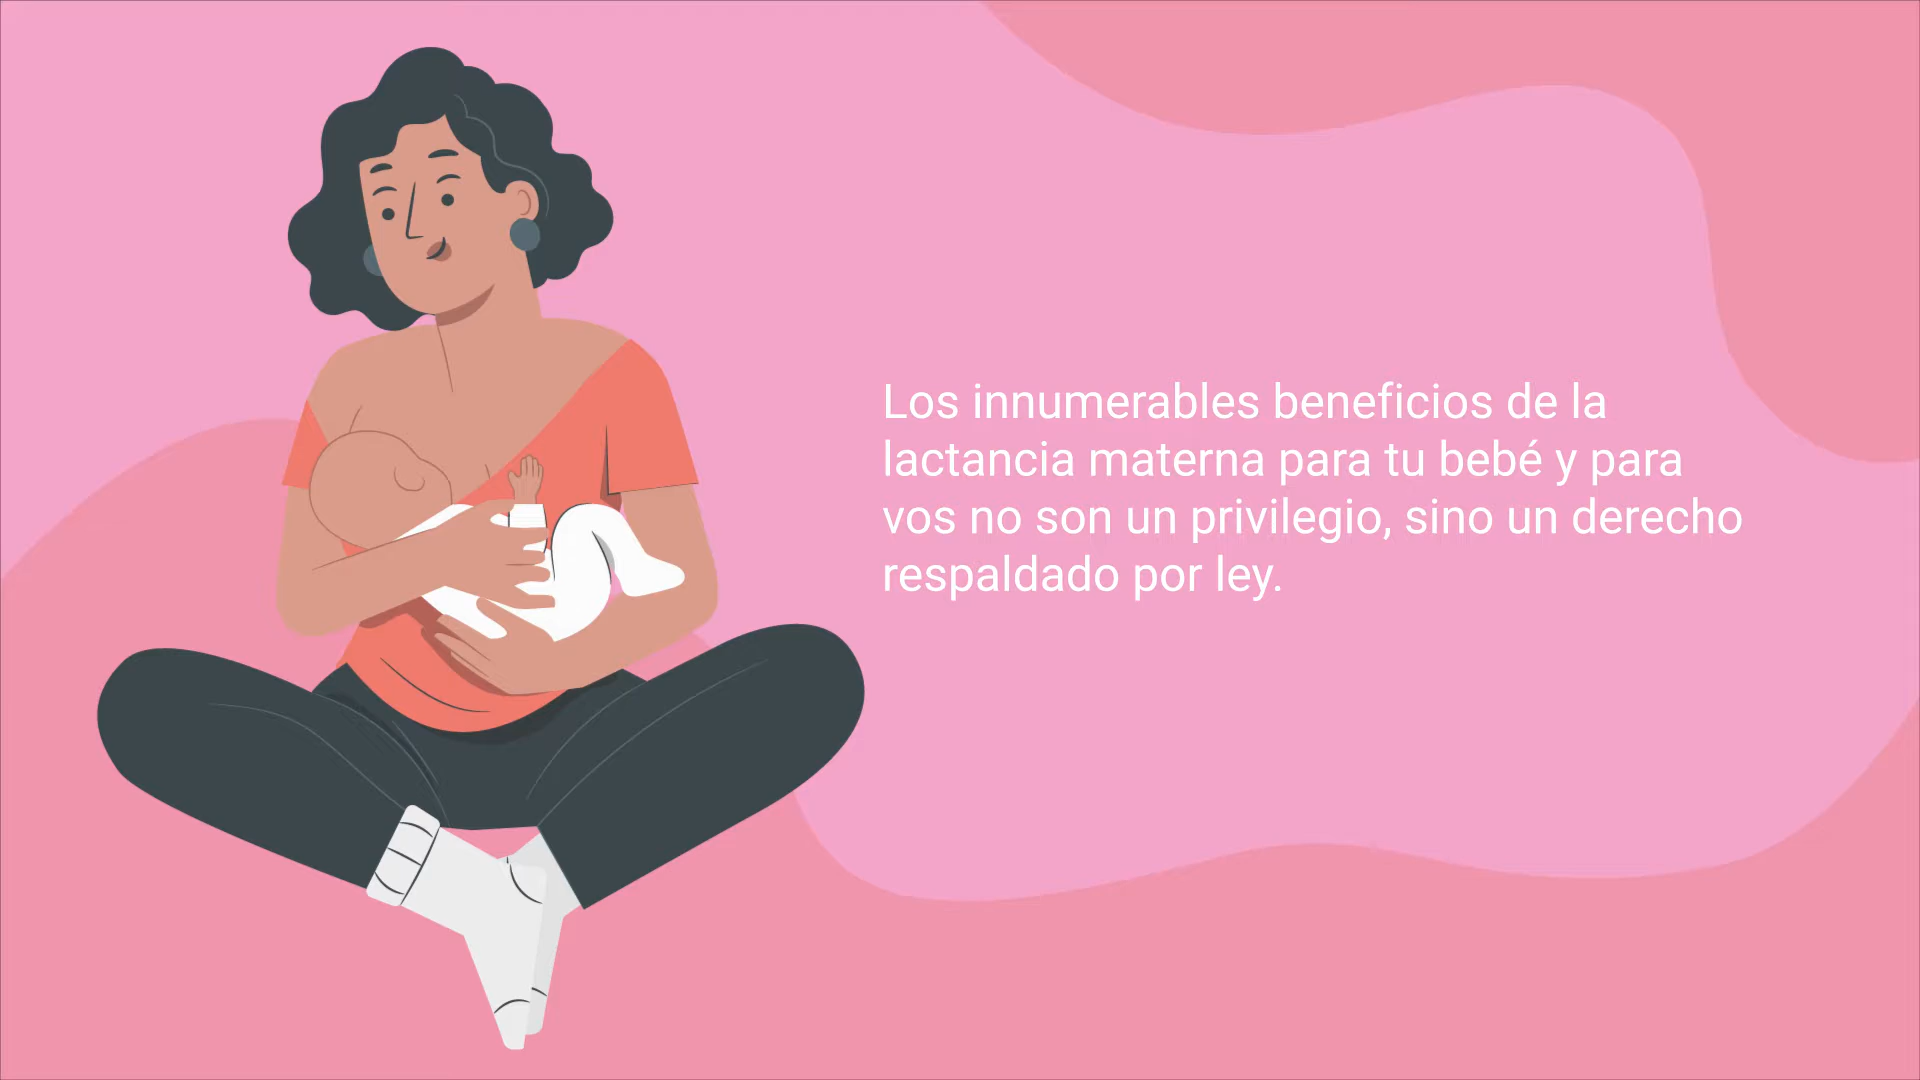 Los innumerables beneficios de la
lactancia materna para tu bebé y para
vos no son un privilegio, sino un derecho
respaldado por ley.